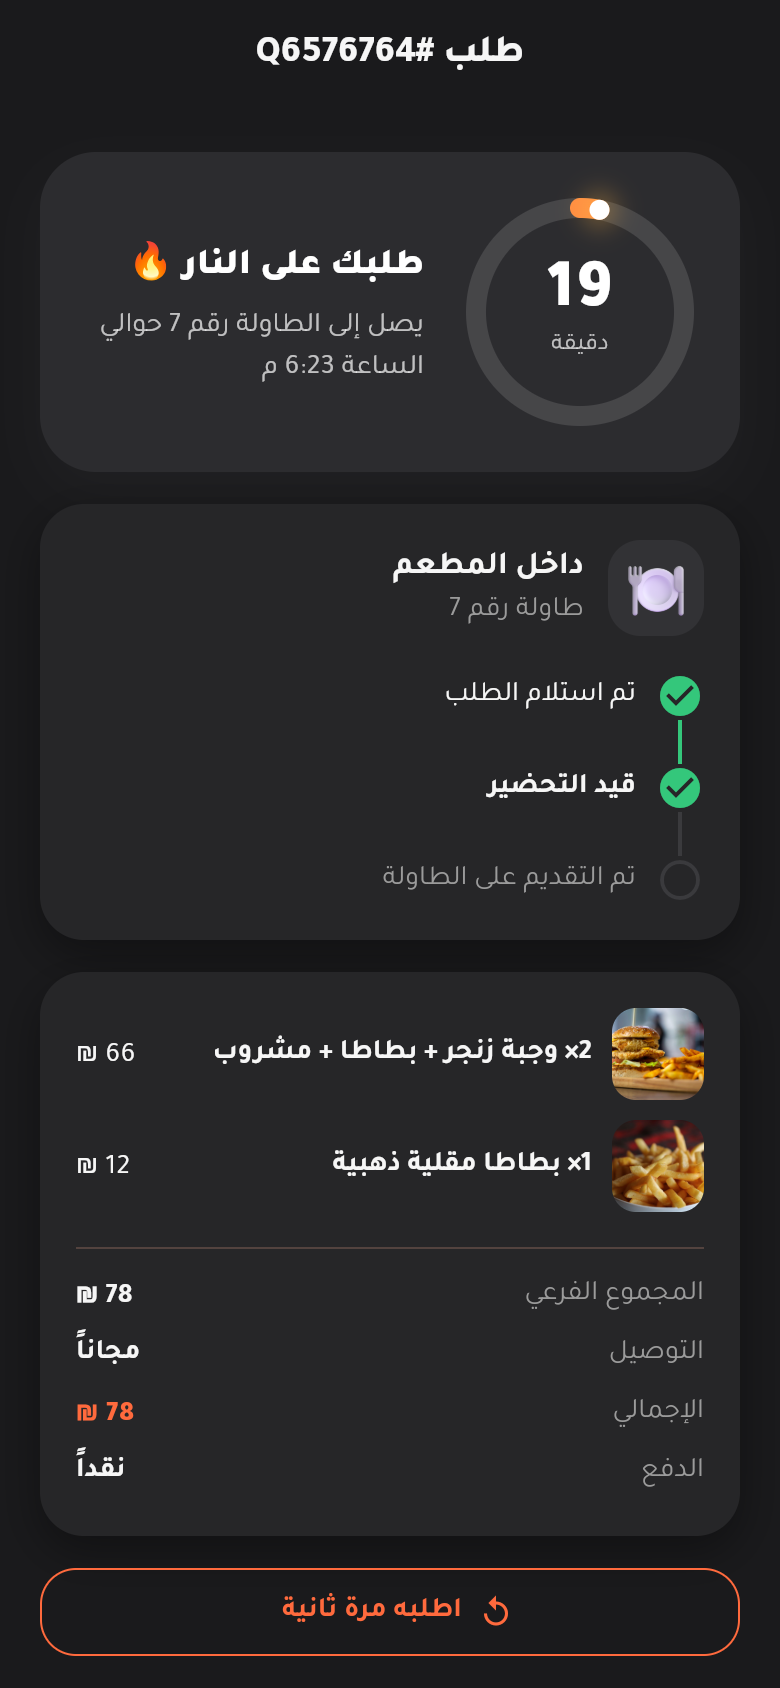 طلب #Q6576764
19
دقيقة
طلبك على النار 🔥
يصل إلى الطاولة رقم 7 حوالي
الساعة 6:23 م
داخل المطعم
طاولة رقم 7
تم استلام الطلب
قيد التحضير
تم التقديم على الطاولة
2× وجبة زنجر + بطاطا + مشروب
66 ₪
1× بطاطا مقلية ذهبية
12 ₪
المجموع الفرعي 78 ₪
التوصيل مجاناً
الإجمالي 78 ₪
الدفع نقداً
اطلبه مرة ثانية